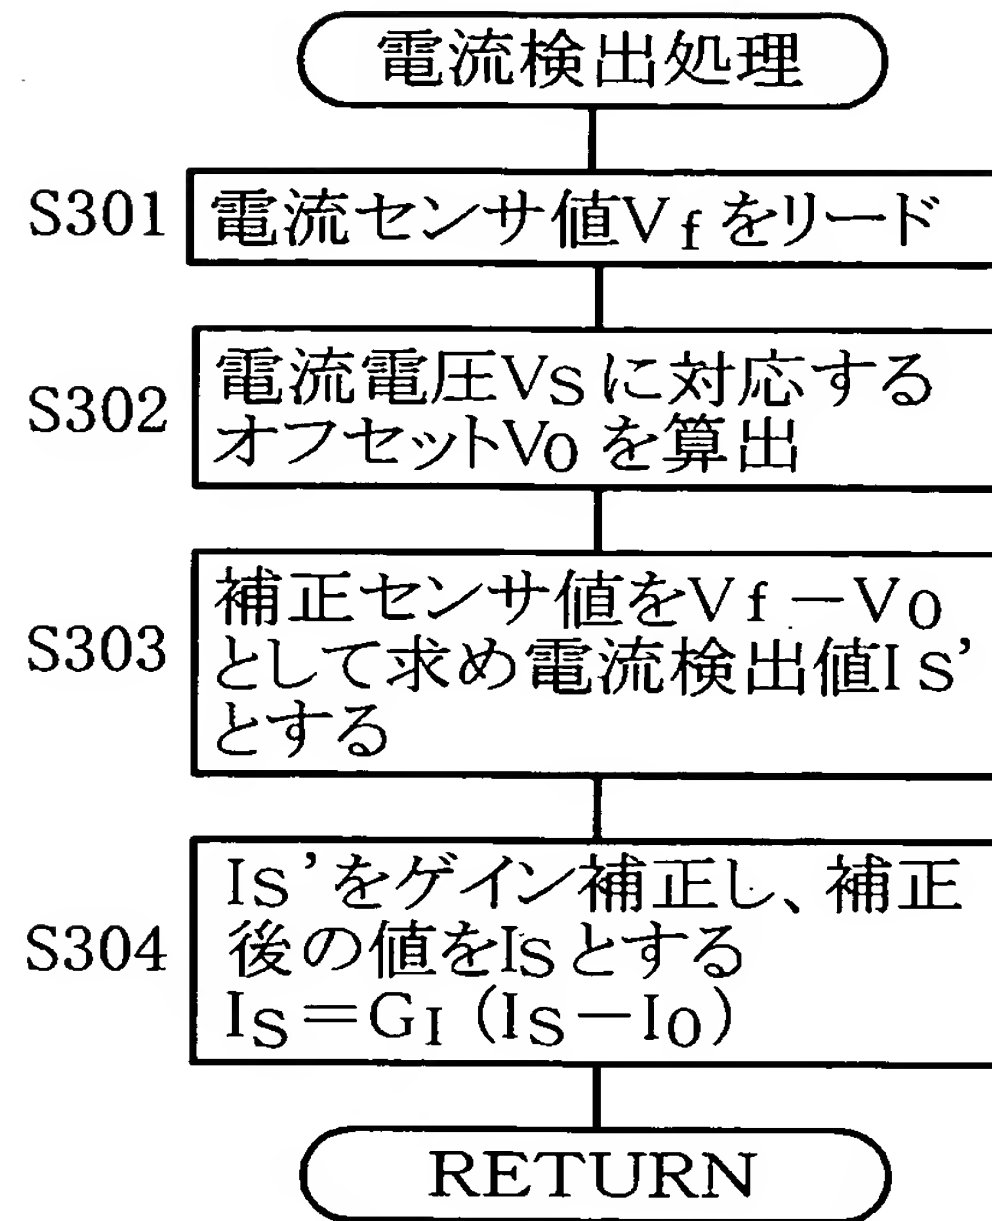 電流検出処理
S301
電流センサ値Vfをリード
S302
電流電圧VSに対応する
オフセットV0を算出
S303
補正センサ値をVf－V0
として求め電流検出値IS’
とする
S304
IS’をゲイン補正し、補正
後の値をISとする
IS＝GI（IS－I0）
RETURN